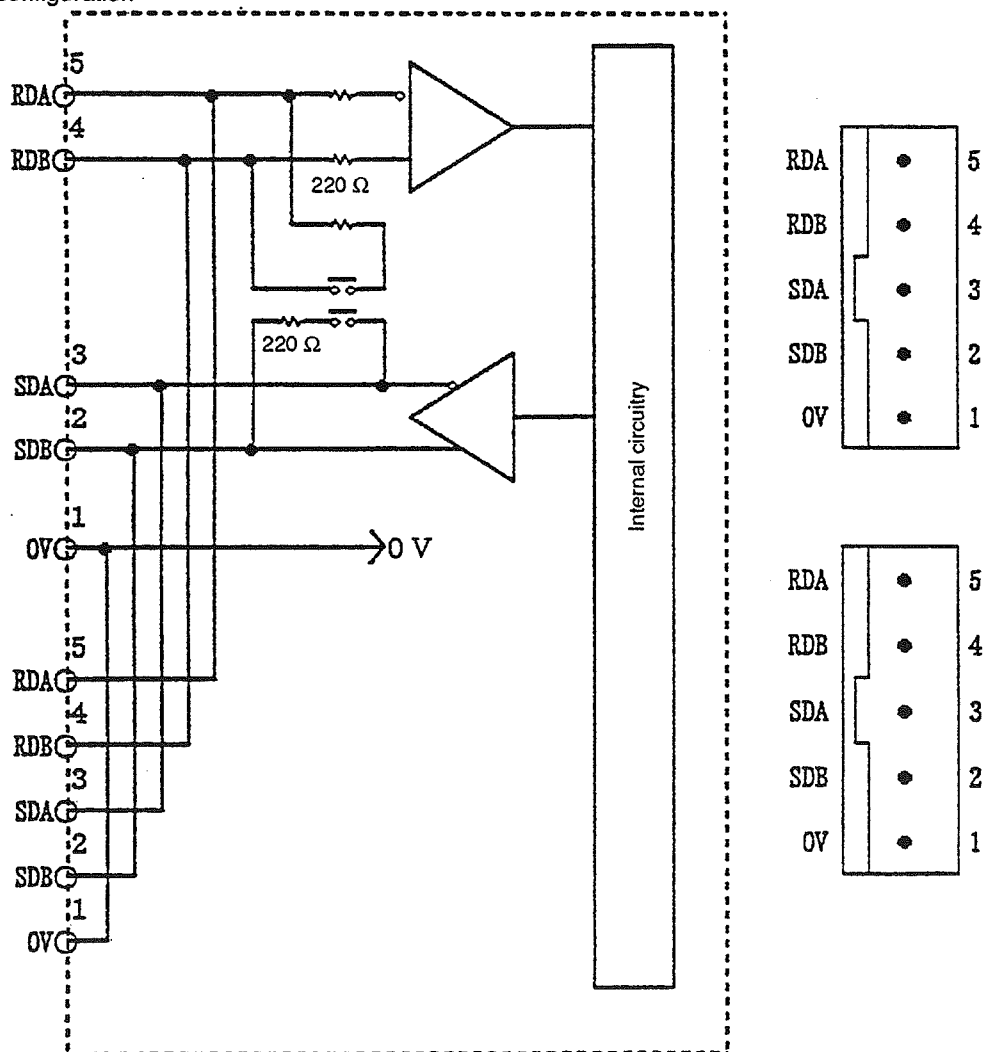 configuration
5
RDA
4
RDB
220 Ω
220 Ω
3
SDA
2
SDB
1
0V
0 V
5
RDA
4
RDB
3
SDA
2
SDB
1
0V
Internal circuitry
RDA 5
RDB 4
SDA 3
SDB 2
0V 1
RDA 5
RDB 4
SDA 3
SDB 2
0V 1